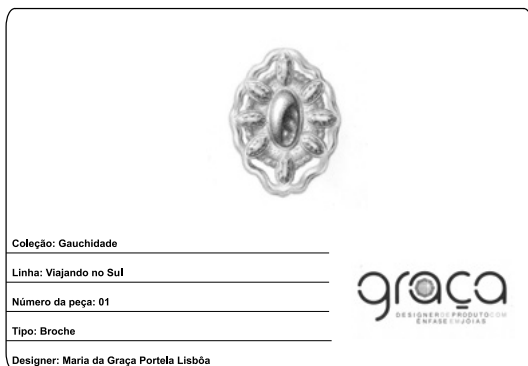 Coleção: Gauchidade
Linha: Viajando no Sul
Número da peça: 01
Tipo: Broche
Designer: Maria da Graça Portela Lisbôa
graça
DESIGNER DE PRODUTO COM
ÊNFASE EM JÓIAS